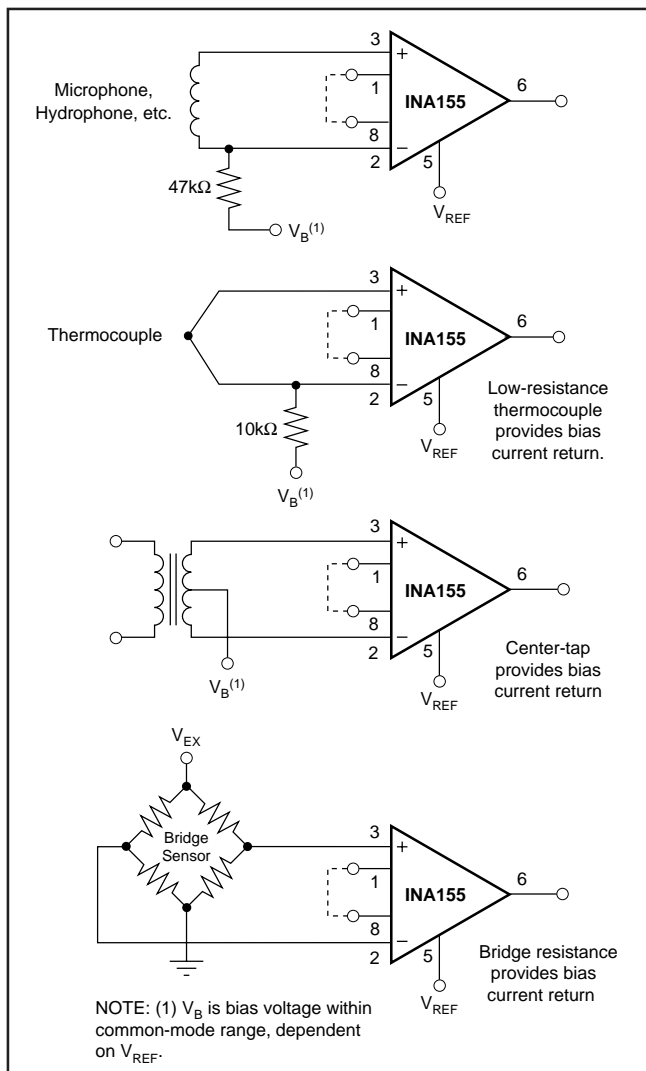 Microphone,
Hydrophone, etc.
47kΩ
V_B(1)
3
+
1
INA155
8
2
–
5
V_REF
6
Thermocouple
10kΩ
V_B(1)
3
+
1
INA155
8
2
–
5
V_REF
6
Low-resistance
thermocouple
provides bias
current return.
V_B(1)
3
+
1
INA155
8
2
–
5
V_REF
6
Center-tap
provides bias
current return
V_EX
Bridge
Sensor
3
+
1
INA155
8
2
–
5
V_REF
6
Bridge resistance
provides bias
current return
NOTE: (1) V_B is bias voltage within
common-mode range, dependent
on V_REF.